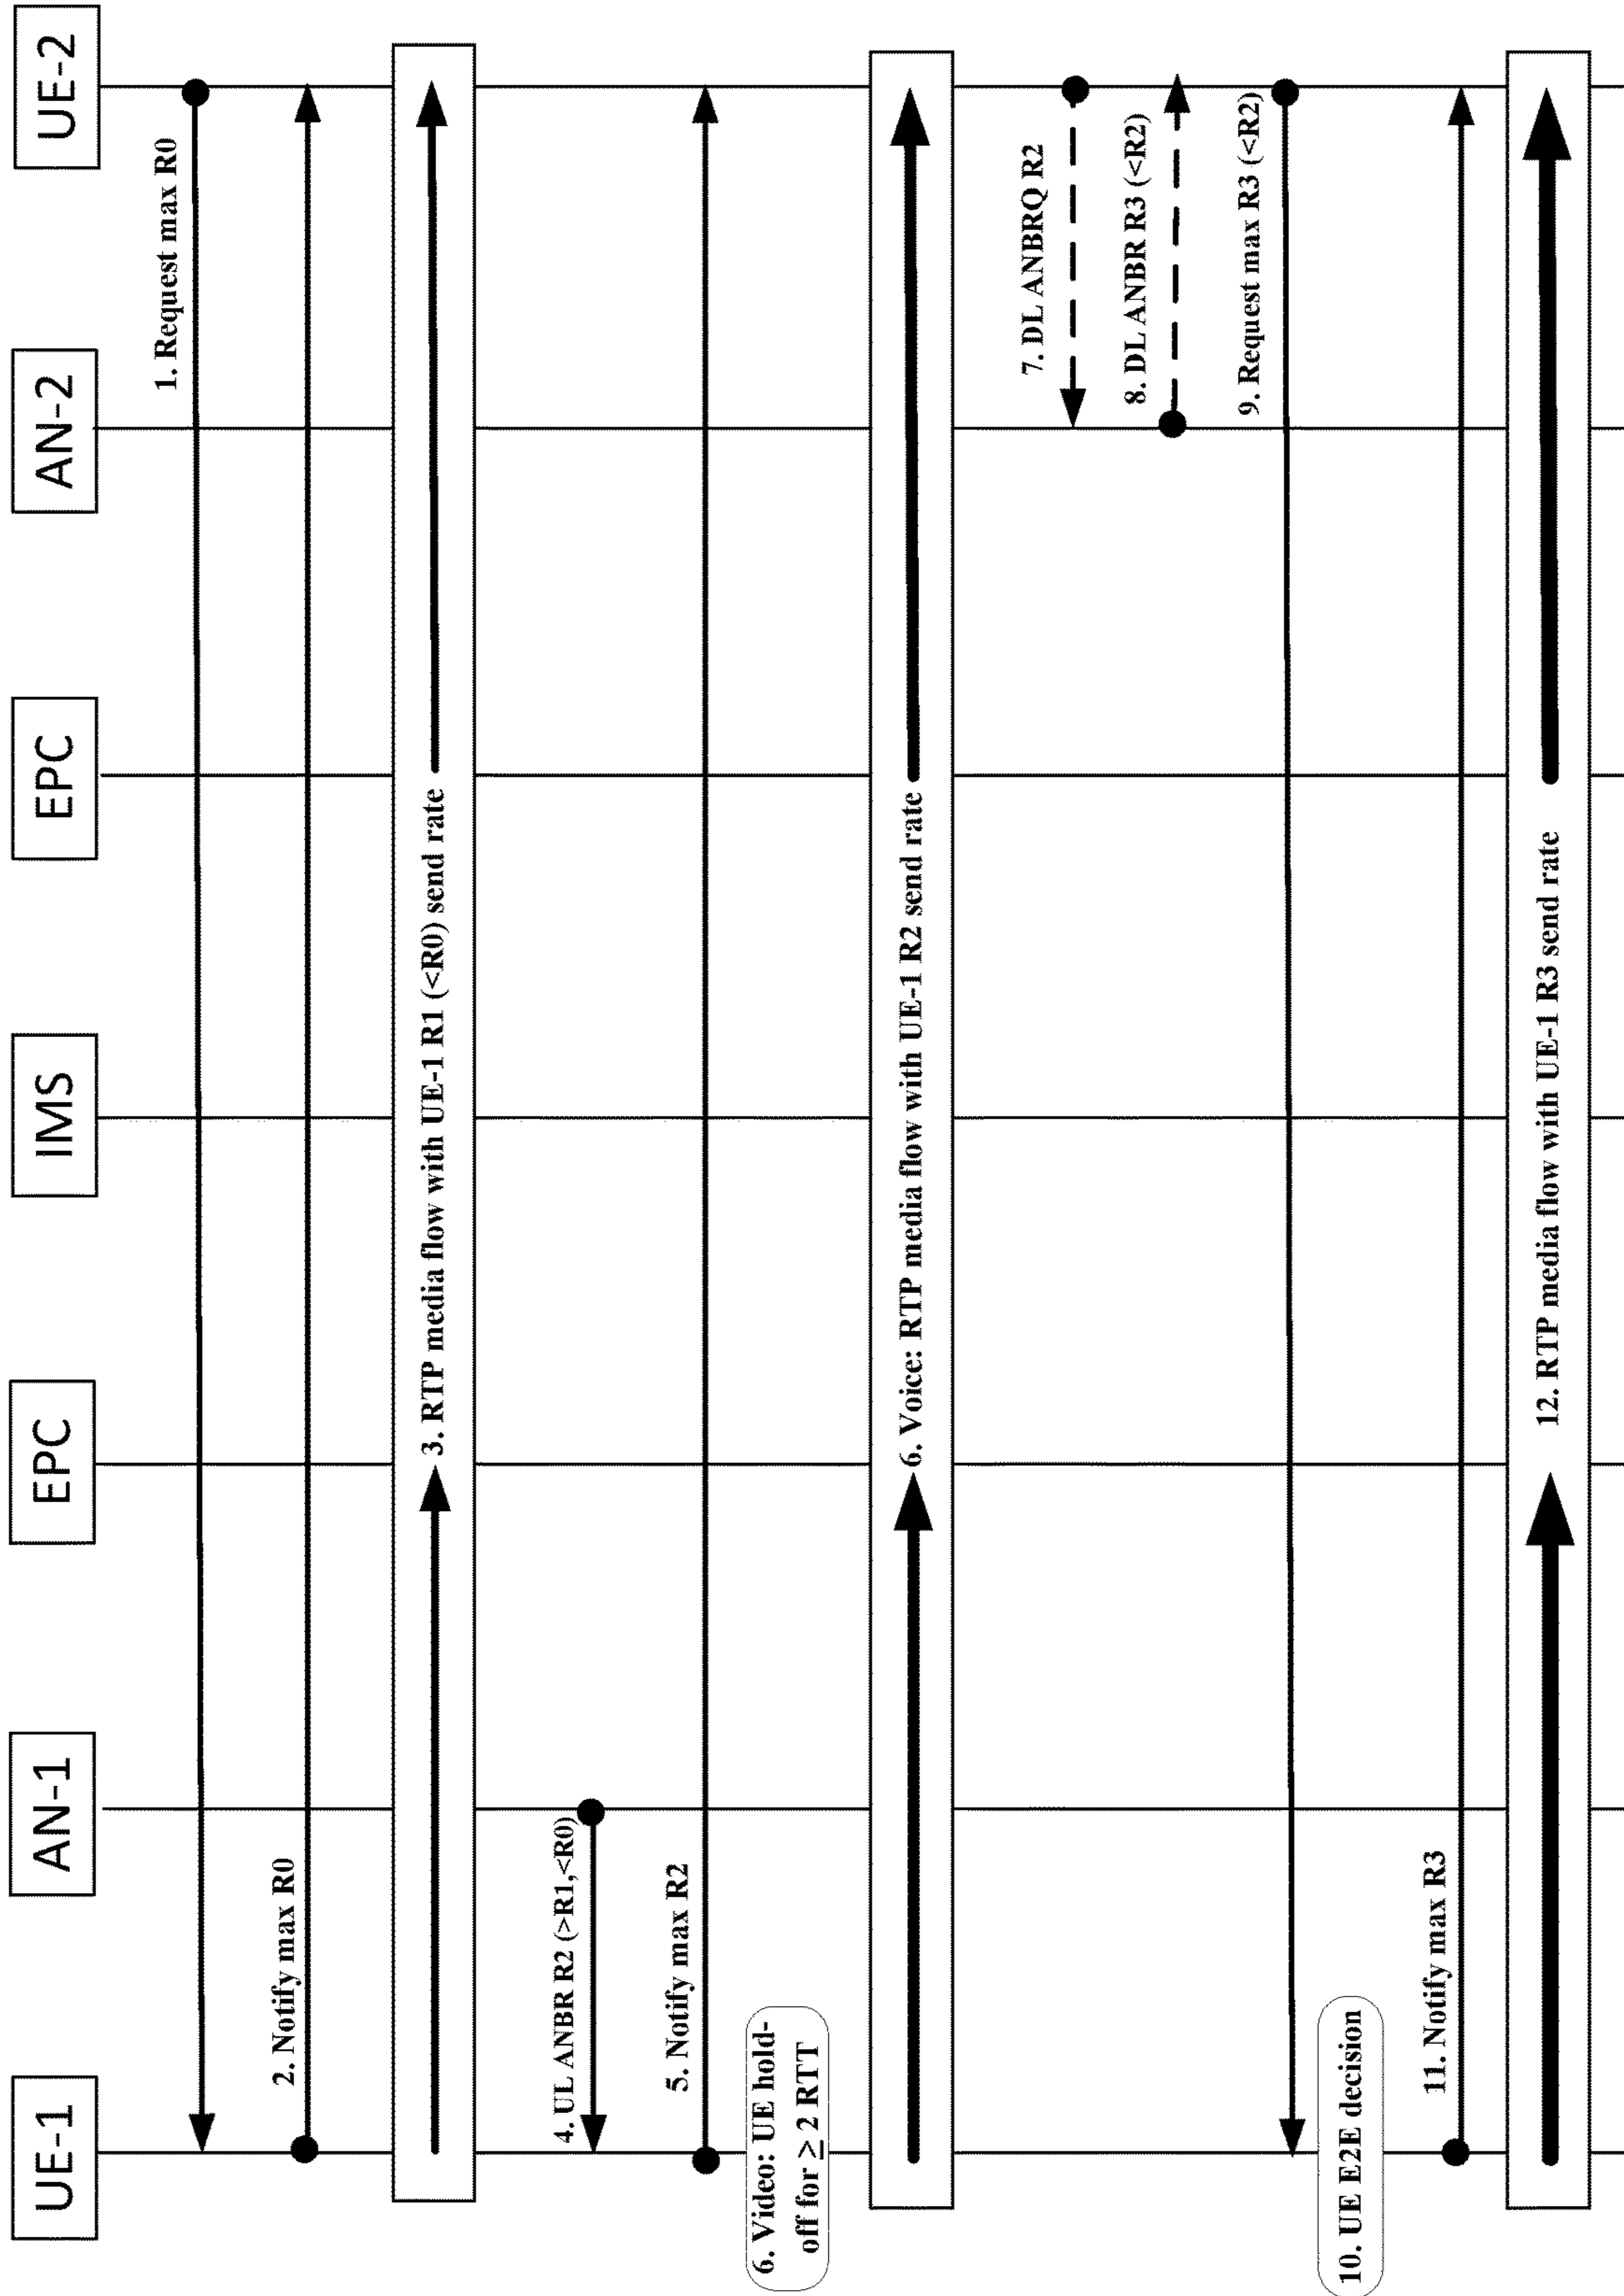 UE-1
AN-1
EPC
IMS
EPC
AN-2
UE-2
1. Request max R0
2. Notify max R0
3. RTP media flow with UE-1 R1 (<R0) send rate
4. UL ANBR R2 (>R1,<R0)
5. Notify max R2
6. Video: UE hold-
off for ≥ 2 RTT
6. Voice: RTP media flow with UE-1 R2 send rate
7. DL ANBRQ R2
8. DL ANBR R3 (<R2)
9. Request max R3 (<R2)
10. UE E2E decision
11. Notify max R3
12. RTP media flow with UE-1 R3 send rate